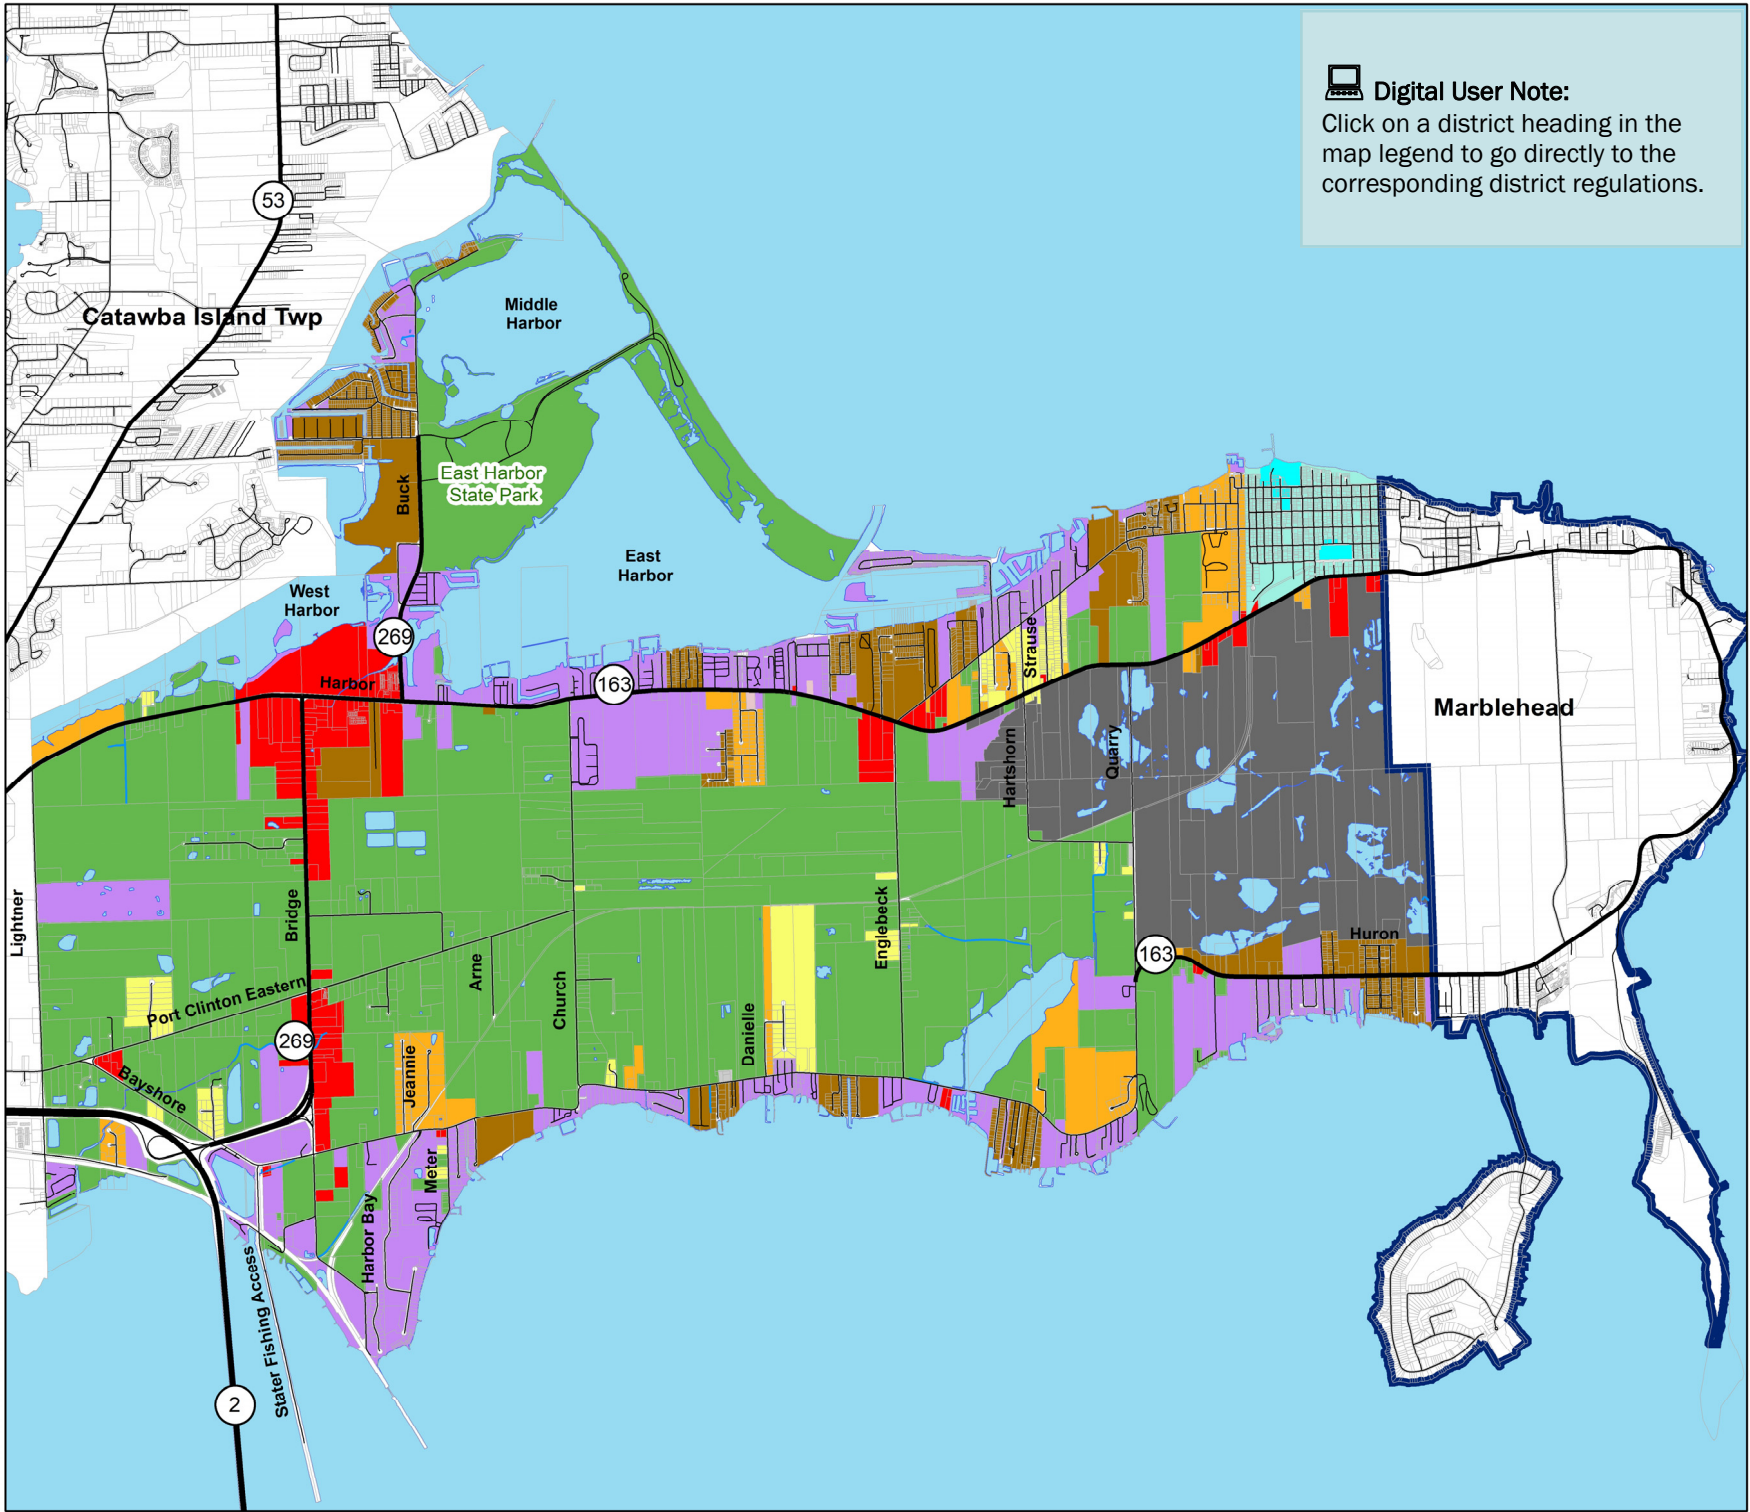 Digital User Note:
Click on a district heading in the
map legend to go directly to the
corresponding district regulations.
53
Catawba Island Twp
Middle
Harbor
East Harbor
State Park
Buck
East
Harbor
West
Harbor
269
Harbor
163
Strause
Marblehead
Hartshorn
Quarry
Lightner
Bridge
Englebeck
Huron
163
Arne
Church
Port Clinton Eastern
Danielle
269
Jeannie
Bayshore
Meter
Harbor Bay
Stater Fishing Access
2